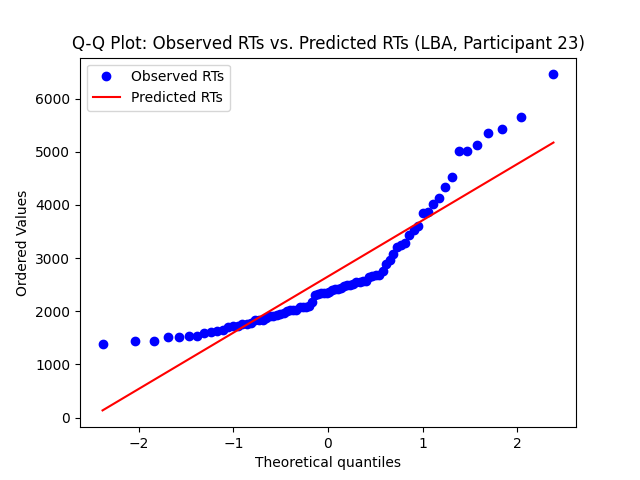 Q-Q Plot: Observed RTs vs. Predicted RTs (LBA, Participant 23)
Observed RTs
Predicted RTs
6000
5000
4000
3000
2000
1000
0
Ordered Values
−2
−1
0
1
2
Theoretical quantiles